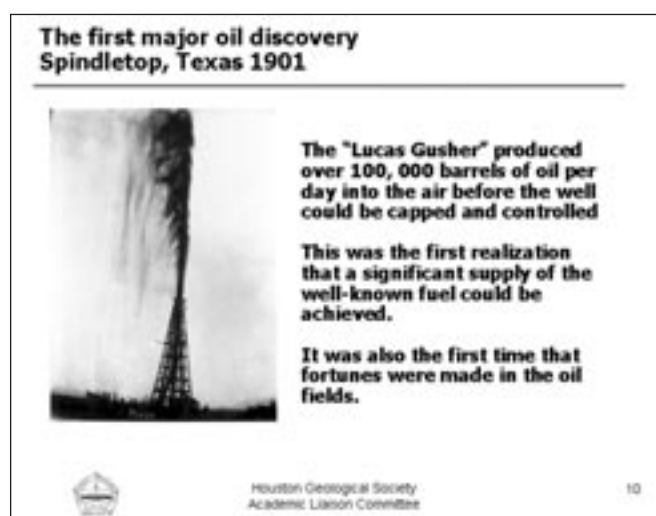 The first major oil discovery
Spindletop, Texas 1901
The "Lucas Gusher" produced
over 100, 000 barrels of oil per
day into the air before the well
could be capped and controlled
This was the first realization
that a significant supply of the
well-known fuel could be
achieved.
It was also the first time that
fortunes were made in the oil
fields.
Houston Geological Society
Academic Liaison Committee
10